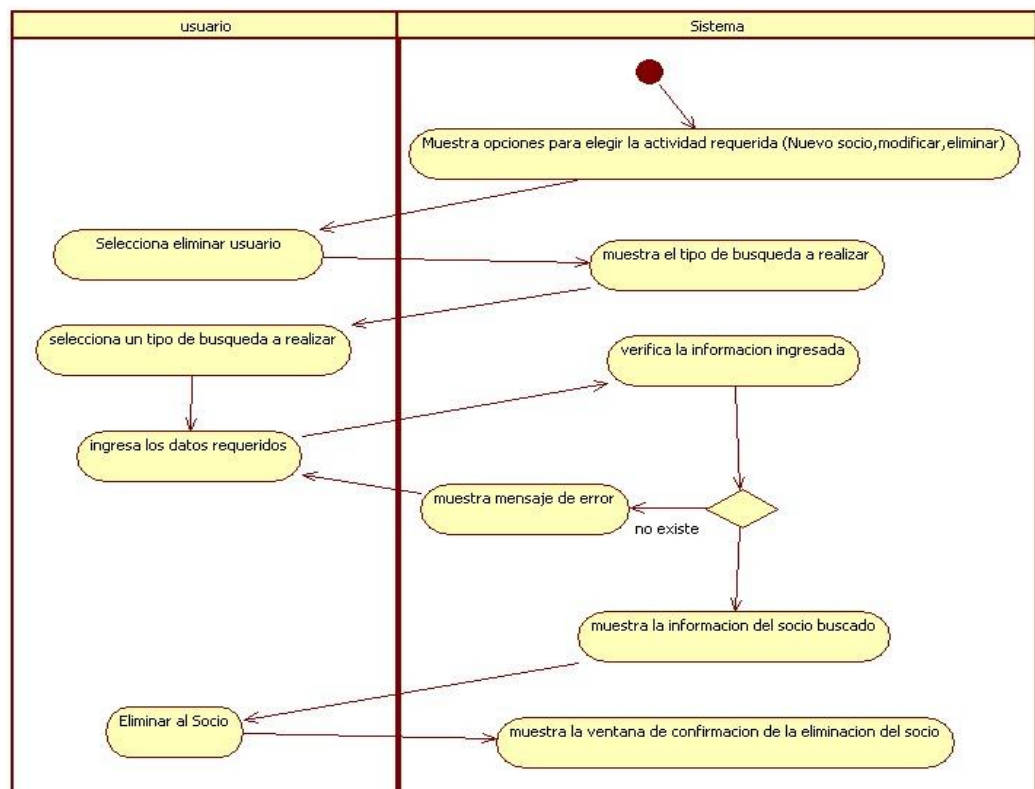 usuario
Sistema
Muestra opciones para elegir la actividad requerida (Nuevo socio,modificar,eliminar)
Selecciona eliminar usuario
muestra el tipo de busqueda a realizar
selecciona un tipo de busqueda a realizar
verifica la informacion ingresada
ingresa los datos requeridos
muestra mensaje de error
no existe
muestra la informacion del socio buscado
Eliminar al Socio
muestra la ventana de confirmacion de la eliminacion del socio